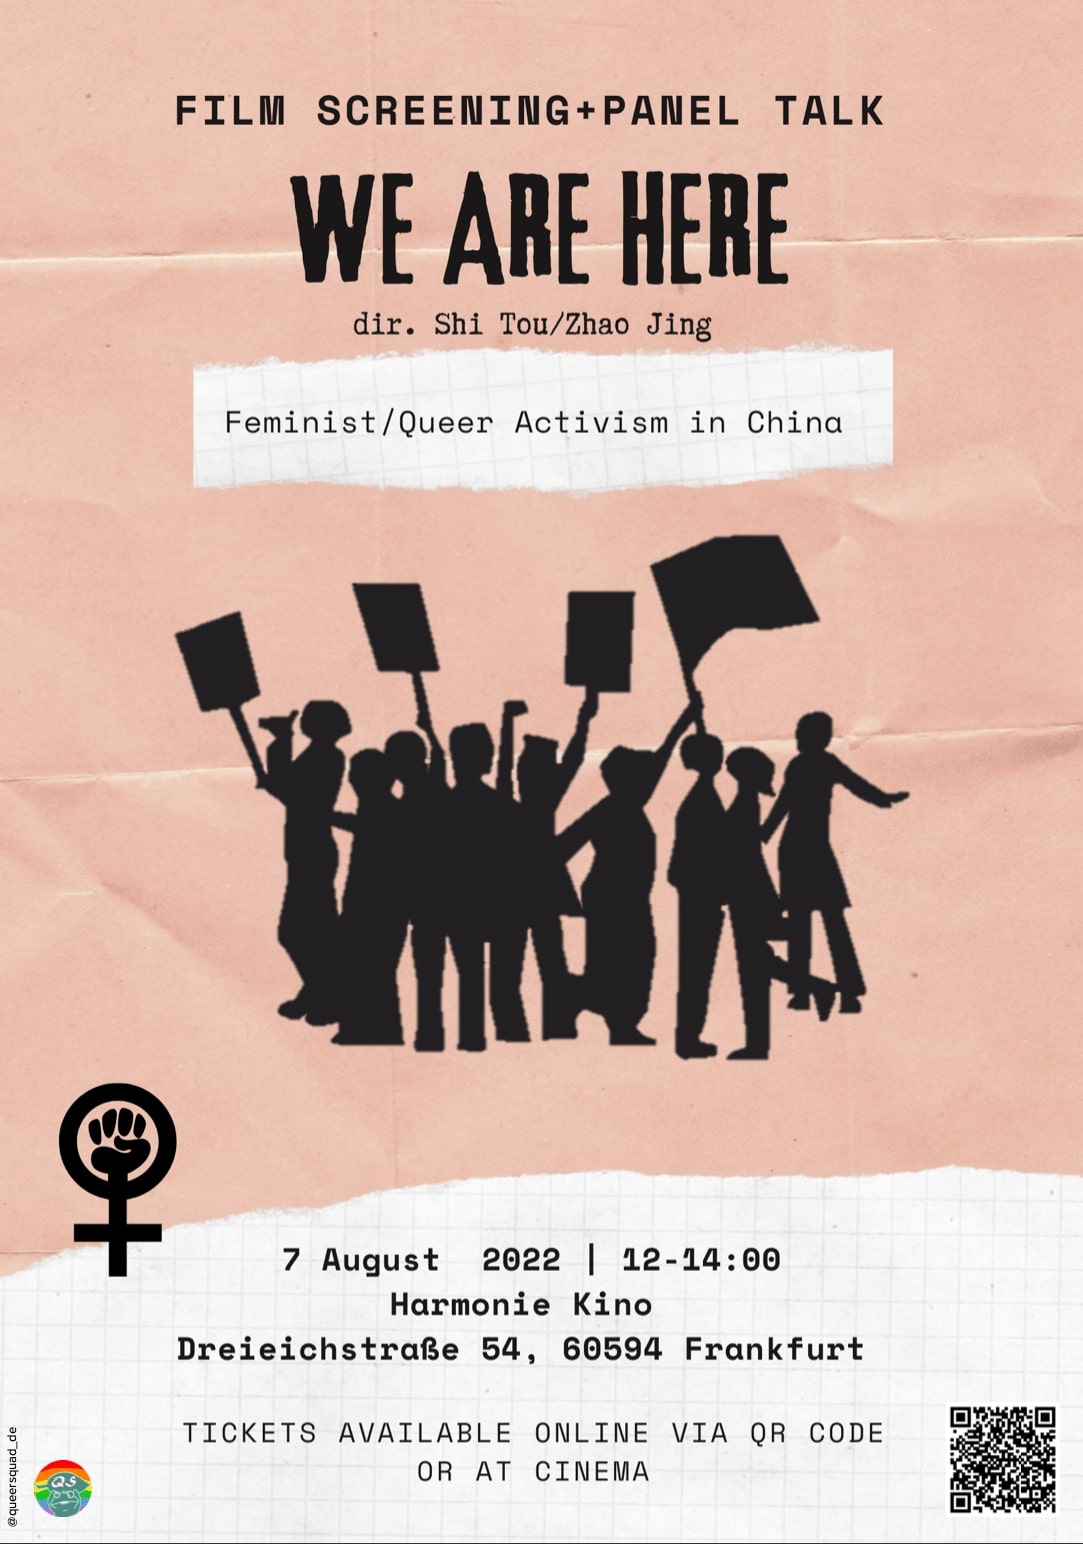 FILM SCREENING+PANEL TALK
WE ARE HERE
dir. Shi Tou/Zhao Jing
Feminist/Queer Activism in China
7 August 2022 | 12-14:00
Harmonie Kino
Dreieichstraße 54, 60594 Frankfurt
TICKETS AVAILABLE ONLINE VIA QR CODE
OR AT CINEMA
@queersquad_de
QS